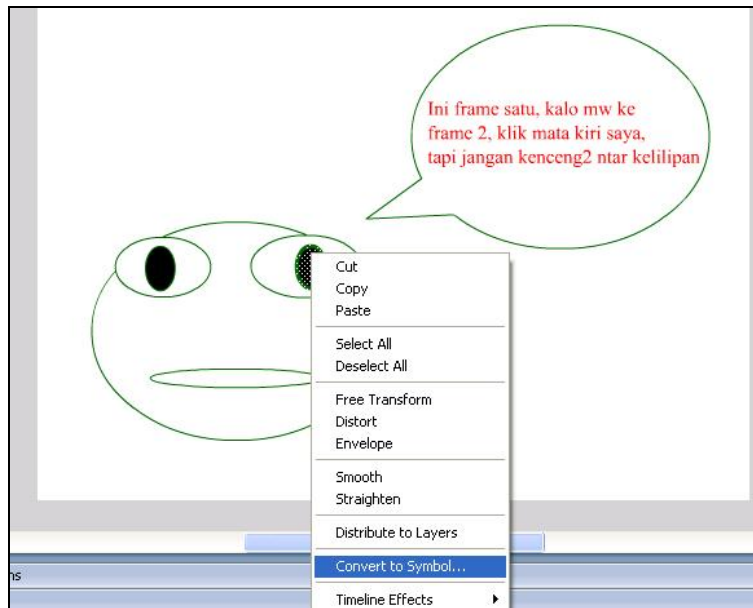 Ini frame satu, kalo mw ke
frame 2, klik mata kiri saya,
tapi jangan kenceng2 ntar kelilipan
Cut
Copy
Paste
Select All
Deselect All
Free Transform
Distort
Envelope
Smooth
Straighten
Distribute to Layers
Convert to Symbol...
ns
Timeline Effects